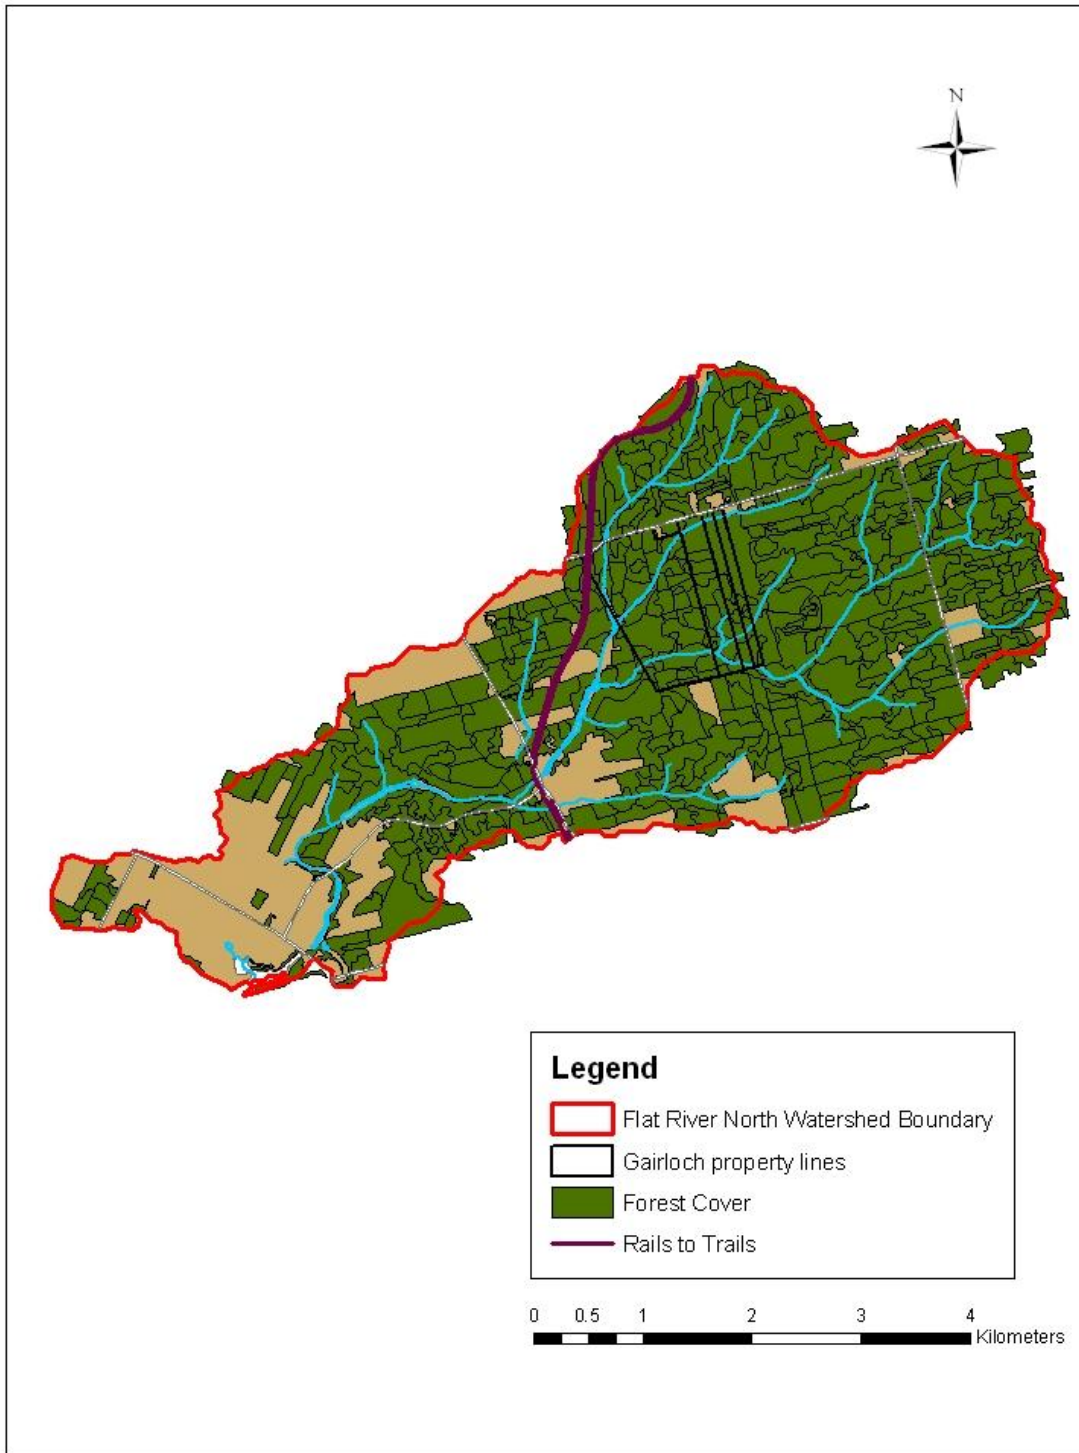 N
Legend
Flat River North Watershed Boundary
Gairloch property lines
Forest Cover
Rails to Trails
0 0.5 1 2 3 4
Kilometers